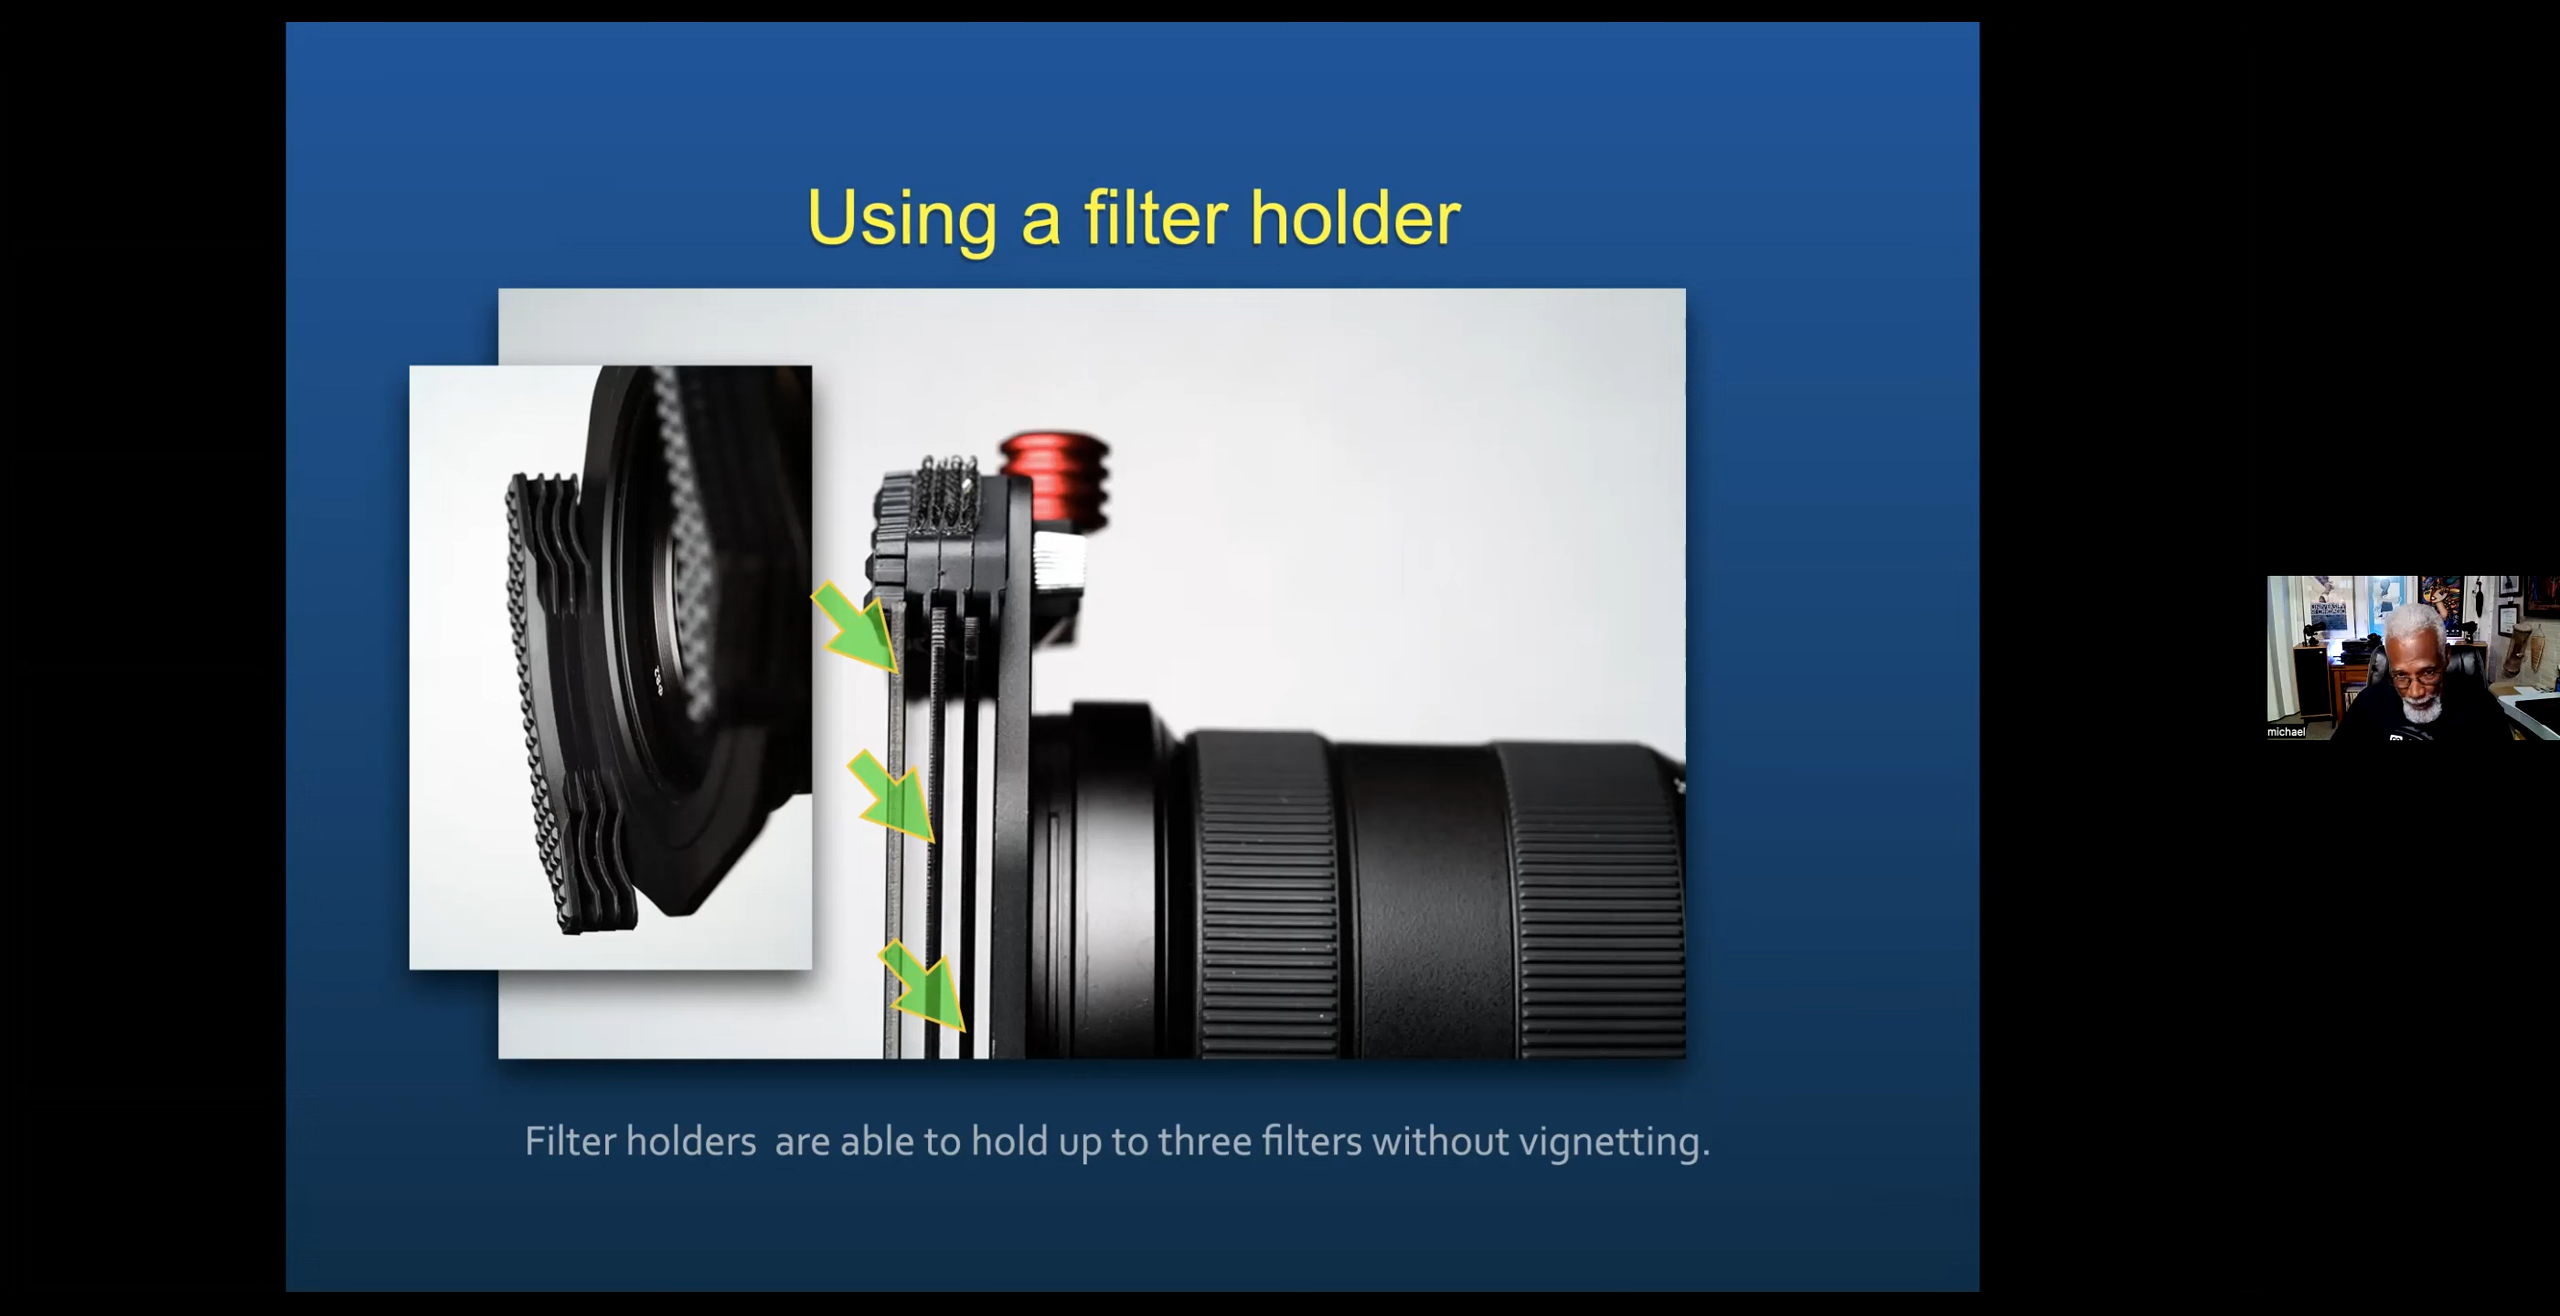 Using a filter holder
Filter holders  are able to hold up to three filters without vignetting.
michael